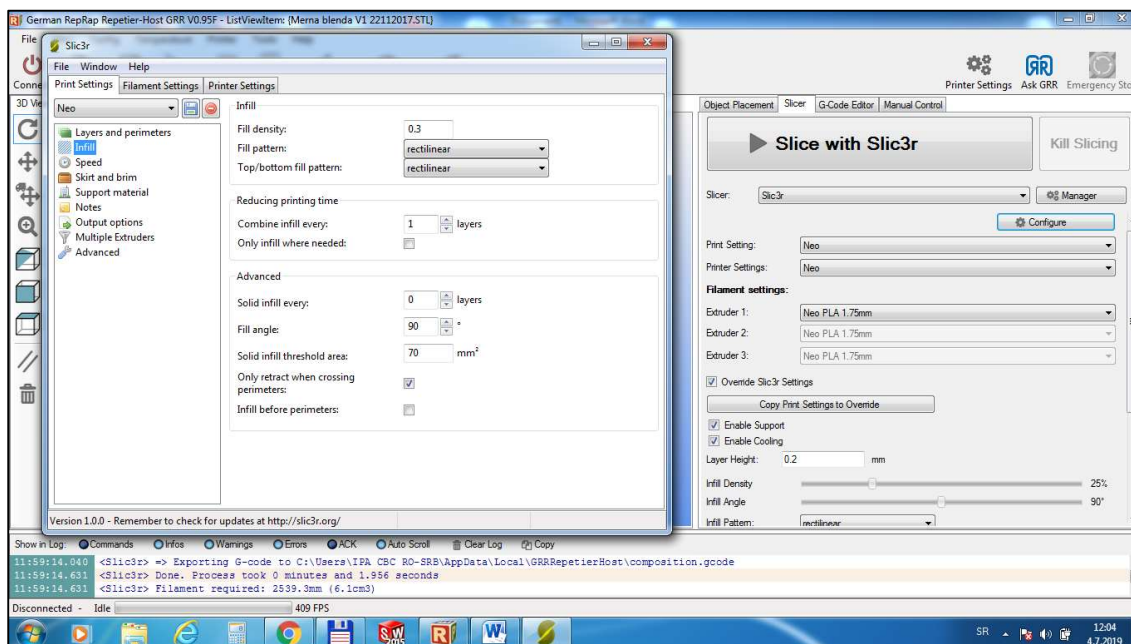 German RepRap Repetier-Host GRR V0.95F - ListViewItem: {Merna blenda V1 22112017.STL}
File
Slic3r
File Window Help
Print Settings Filament Settings Printer Settings
Neo
Layers and perimeters
Infill
Speed
Skirt and brim
Support material
Notes
Output options
Multiple Extruders
Advanced
Infill
Fill density: 0.3
Fill pattern: rectilinear
Top/bottom fill pattern: rectilinear
Reducing printing time
Combine infill every: 1 layers
Only infill where needed:
Advanced
Solid infill every: 0 layers
Fill angle: 90 °
Solid infill threshold area: 70 mm²
Only retract when crossing
perimeters:
Infill before perimeters:
Version 1.0.0 - Remember to check for updates at http://slic3r.org/
Conne
3D Vie
Printer Settings Ask GRR Emergency Sto
Object Placement Slicer G-Code Editor Manual Control
Slice with Slic3r Kill Slicing
Slicer: Slic3r Manager
Configure
Print Setting: Neo
Printer Settings: Neo
Filament settings:
Extruder 1: Neo PLA 1.75mm
Extruder 2: Neo PLA 1.75mm
Extruder 3: Neo PLA 1.75mm
Override Slic3r Settings
Copy Print Settings to Override
Enable Support
Enable Cooling
Layer Height: 0.2 mm
Infill Density 25%
Infill Angle 90°
Infill Pattern: rectilinear
Show in Log: Commands Infos Warnings Errors ACK Auto Scroll Clear Log Copy
11:59:14.040 <Slic3r> => Exporting G-code to C:\Users\IPA CBC RO-SRB\AppData\Local\GRRRepetierHost\composition.gcode
11:59:14.631 <Slic3r> Done. Process took 0 minutes and 1.956 seconds
11:59:14.631 <Slic3r> Filament required: 2539.3mm (6.1cm3)
Disconnected - Idle 409 FPS
SR 12:04
4.7.2019